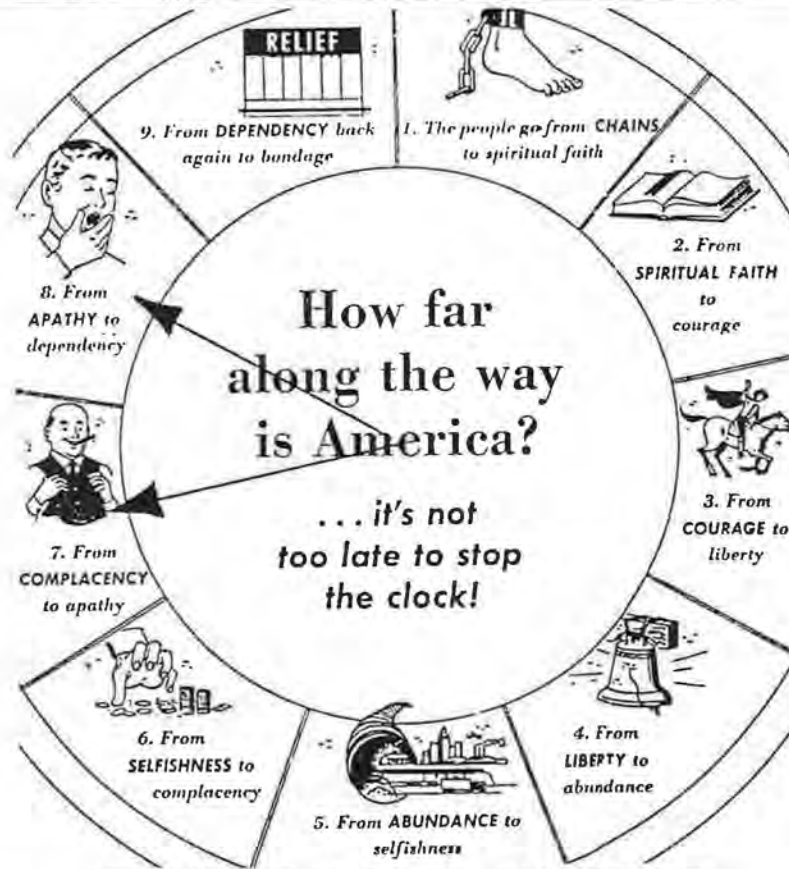 How far
along the way
is America?
... it's not
too late to stop
the clock!
1. The people go from CHAINS
to spiritual faith
2. From
SPIRITUAL FAITH
to
courage
3. From
COURAGE to
liberty
4. From
LIBERTY to
abundance
5. From ABUNDANCE to
selfishness
6. From
SELFISHNESS to
complacency
7. From
COMPLACENCY
to apathy
8. From
APATHY to
dependency
RELIEF
9. From DEPENDENCY back
again to bondage